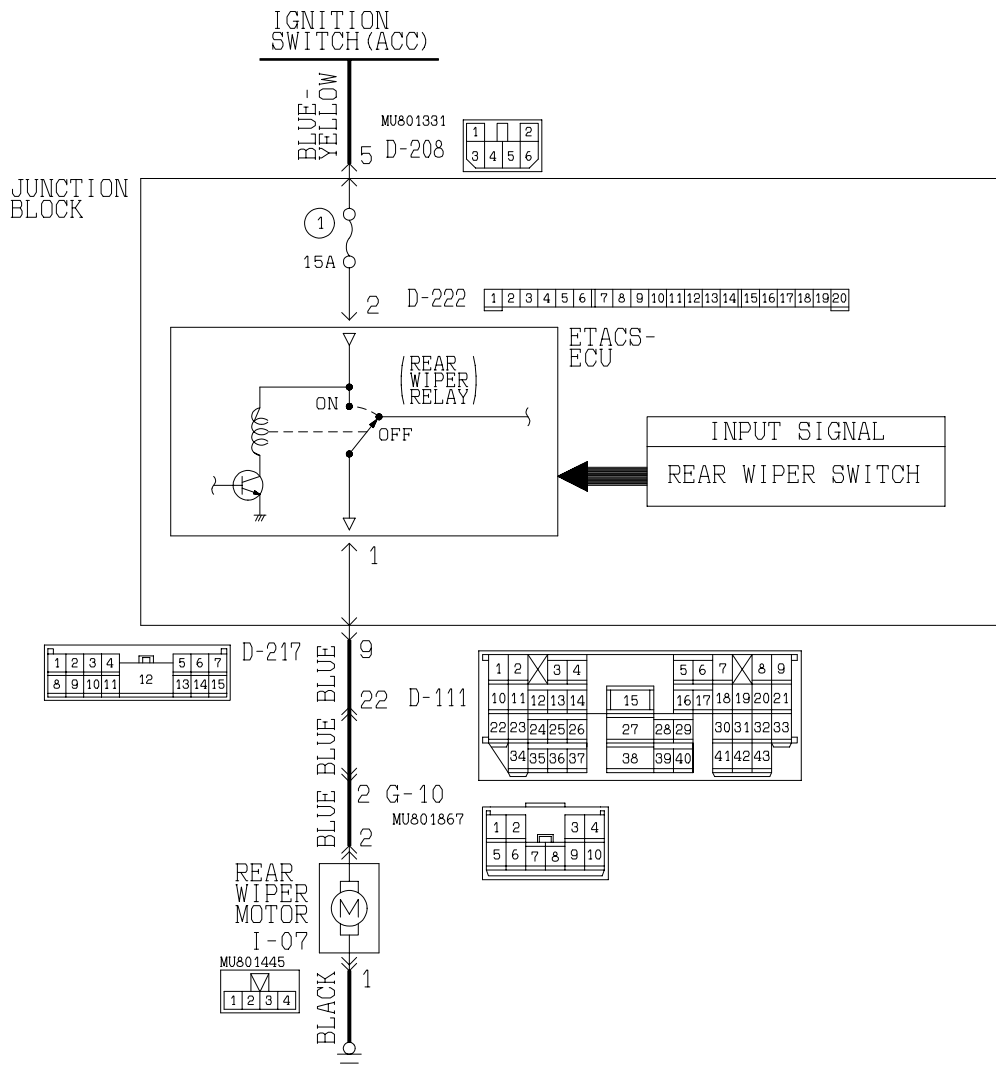 IGNITION
SWITCH(ACC)
BLUE-
YELLOW
MU801331
5 D-208
1 2
3 4 5 6
JUNCTION
BLOCK
1
15A
2 D-222
1 2 3 4 5 6 7 8 9 10 11 12 13 14 15 16 17 18 19 20
ETACS-
ECU
(REAR
WIPER
RELAY)
ON
OFF
INPUT SIGNAL
REAR WIPER SWITCH
1
D-217 9
1 2 3 4 5 6 7
8 9 10 11 12 13 14 15
BLUE
22 D-111
1 2 3 4 5 6 7 8 9
10 11 12 13 14 15 16 17 18 19 20 21
22 23 24 25 26 27 28 29 30 31 32 33
34 35 36 37 38 39 40 41 42 43
BLUE
2 G-10
MU801867
1 2 3 4
5 6 7 8 9 10
BLUE
2
REAR
WIPER
MOTOR
I-07
M
MU801445
1 2 3 4
1
BLACK